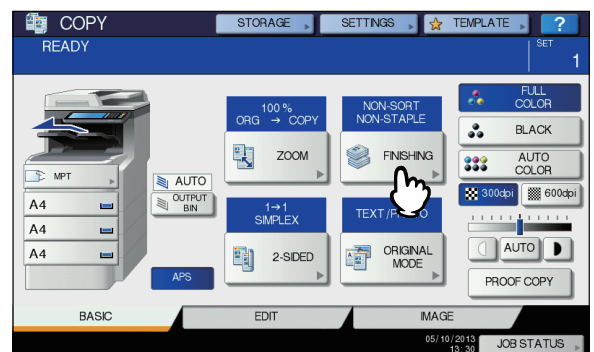 COPY
STORAGE
SETTINGS
TEMPLATE
?
READY
SET
1
100 %
ORG → COPY
ZOOM
NON-SORT
NON-STAPLE
FINISHING
FULL
COLOR
BLACK
AUTO
COLOR
300dpi
600dpi
MPT
A4
A4
A4
AUTO
OUTPUT
BIN
APS
1→1
SIMPLEX
2-SIDED
ORIGINAL
MODE
AUTO
PROOF COPY
BASIC
EDIT
IMAGE
05/10/2013
13:30
JOB STATUS